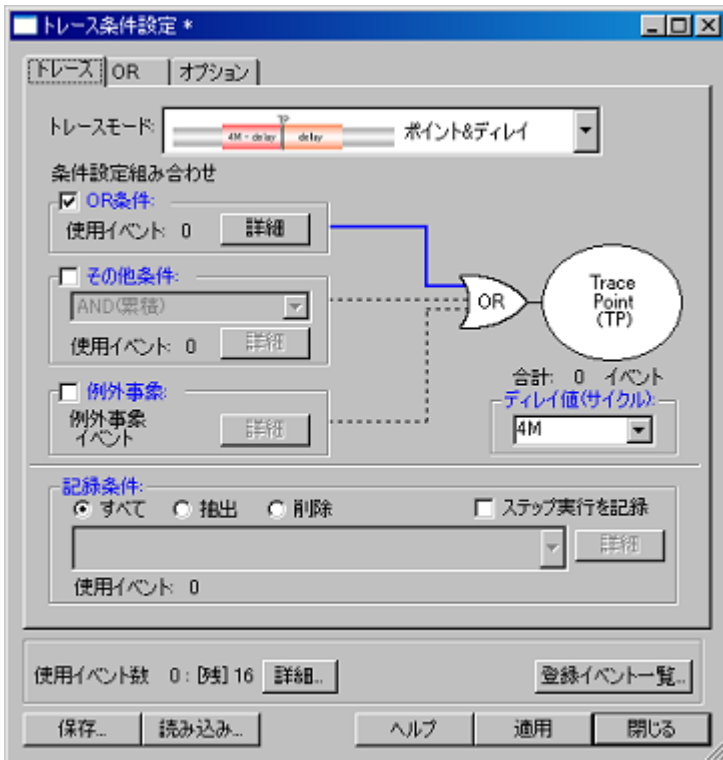 トレース条件設定 *
トレース OR オプション
トレースモード: 4M - delay TP delay ポイント&ディレイ
条件設定組み合わせ
OR条件:
使用イベント: 0 詳細
その他条件:
AND(累積)
使用イベント: 0 詳細
例外事象:
例外事象
イベント 詳細
OR
Trace
Point
(TP)
合計: 0 イベント
ディレイ値(サイクル):
4M
記録条件:
すべて 抽出 削除 ステップ実行を記録
詳細
使用イベント: 0
使用イベント数 0 : [残] 16 詳細... 登録イベント一覧...
保存... 読み込み... ヘルプ 適用 閉じる